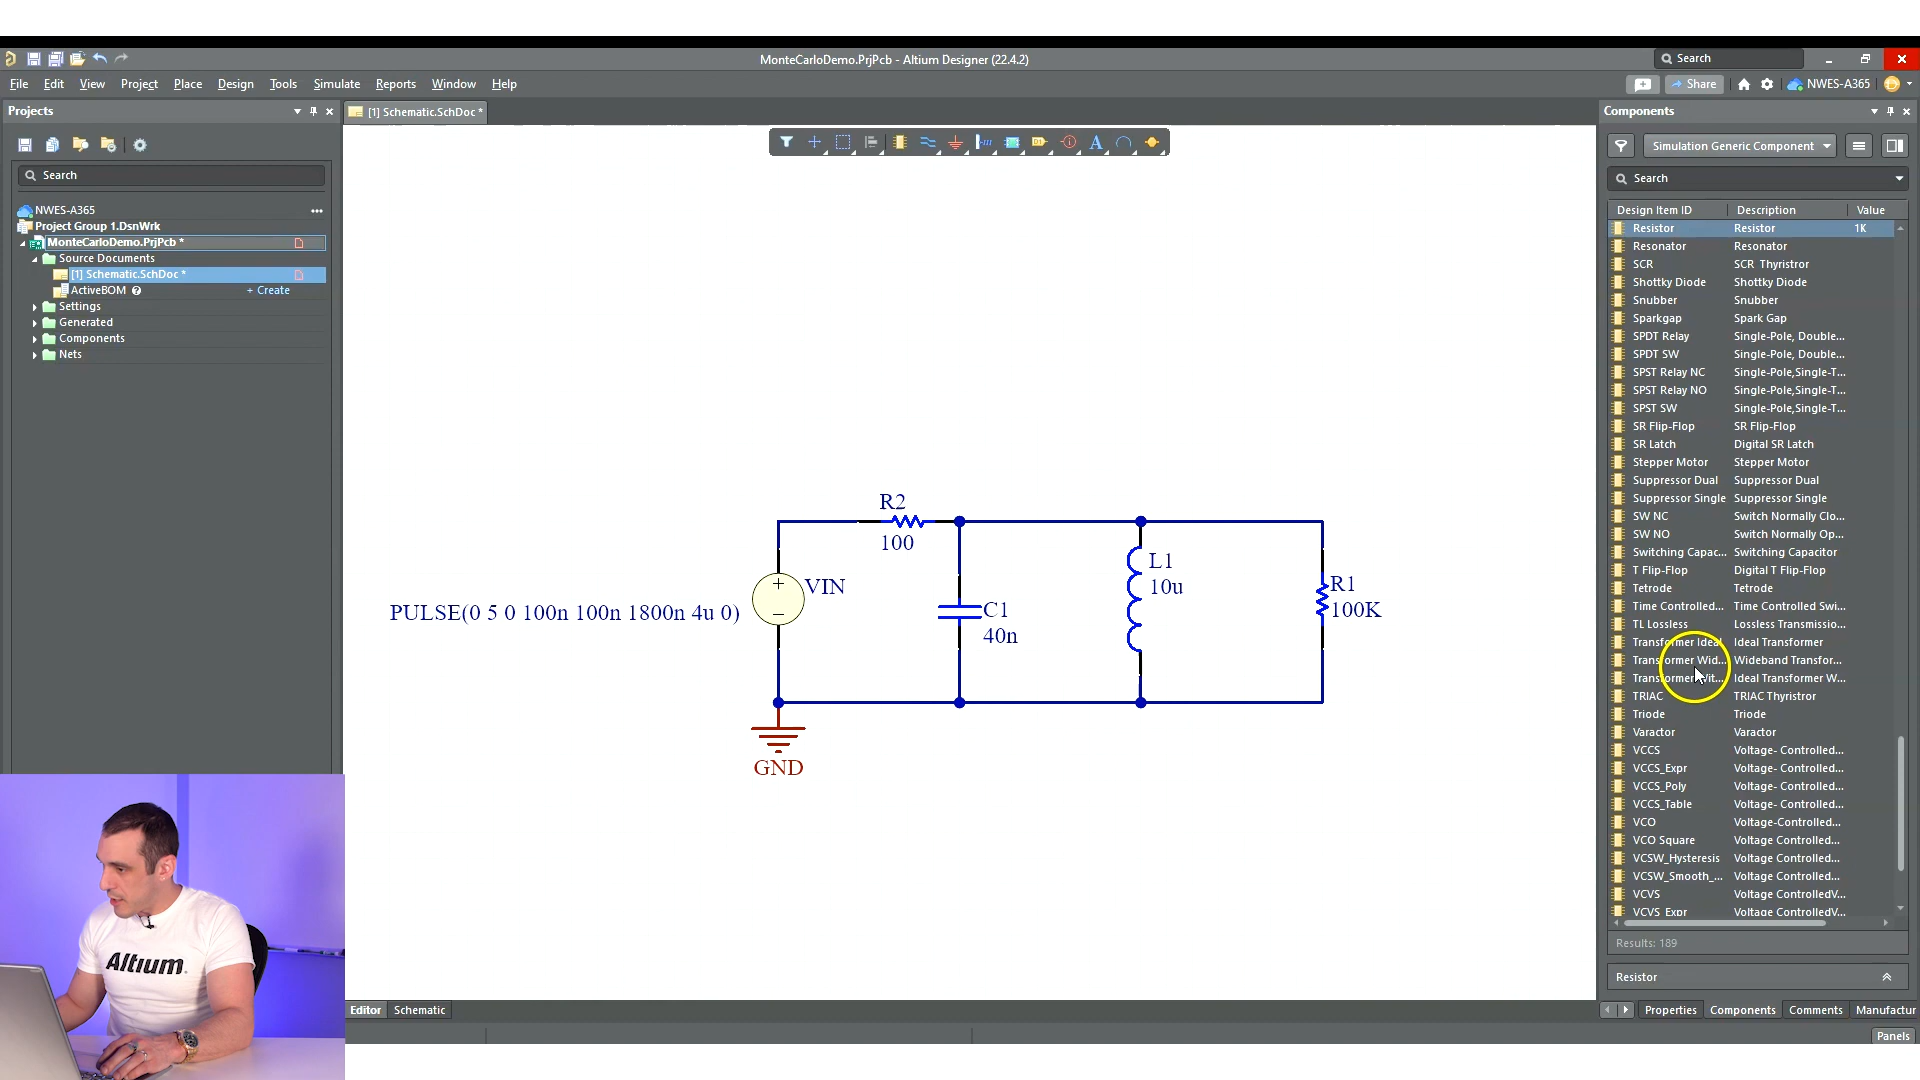 MonteCarloDemo.PrjPcb - Altium Designer (22.4.2)
Search
File Edit View Project Place Design Tools Simulate Reports Window Help
Share
NWES-A365
Projects
[1] Schematic.SchDoc *
Components
Simulation Generic Component
Search
Search
NWES-A365
Project Group 1.DsnWrk
MonteCarloDemo.PrjPcb *
Source Documents
[1] Schematic.SchDoc *
ActiveBOM
+ Create
Settings
Generated
Components
Nets
R2
100
VIN
PULSE(0 5 0 100n 100n 1800n 4u 0)
+
−
C1
40n
L1
10u
R1
100K
GND
Design Item ID Description Value
Resistor Resistor 1K
Resonator Resonator
SCR SCR Thyristror
Shottky Diode Shottky Diode
Snubber Snubber
Sparkgap Spark Gap
SPDT Relay Single-Pole, Double...
SPDT SW Single-Pole, Double...
SPST Relay NC Single-Pole,Single-T...
SPST Relay NO Single-Pole,Single-T...
SPST SW Single-Pole,Single-T...
SR Flip-Flop SR Flip-Flop
SR Latch Digital SR Latch
Stepper Motor Stepper Motor
Suppressor Dual Suppressor Dual
Suppressor Single Suppressor Single
SW NC Switch Normally Clo...
SW NO Switch Normally Op...
Switching Capac... Switching Capacitor
T Flip-Flop Digital T Flip-Flop
Tetrode Tetrode
Time Controlled... Time Controlled Swi...
TL Lossless Lossless Transmissio...
Transformer Ideal Ideal Transformer
Transformer Wid... Wideband Transfor...
Transformer Wit... Ideal Transformer W...
TRIAC TRIAC Thyristror
Triode Triode
Varactor Varactor
VCCS Voltage- Controlled...
VCCS_Expr Voltage- Controlled...
VCCS_Poly Voltage- Controlled...
VCCS_Table Voltage- Controlled...
VCO Voltage-Controlled...
VCO Square Voltage Controlled...
VCSW_Hysteresis Voltage Controlled...
VCSW_Smooth_... Voltage Controlled...
VCVS Voltage ControlledV...
VCVS_Expr Voltage ControlledV...
Results: 189
Resistor
Altium
Editor Schematic
Properties Components Comments Manufactur
Panels